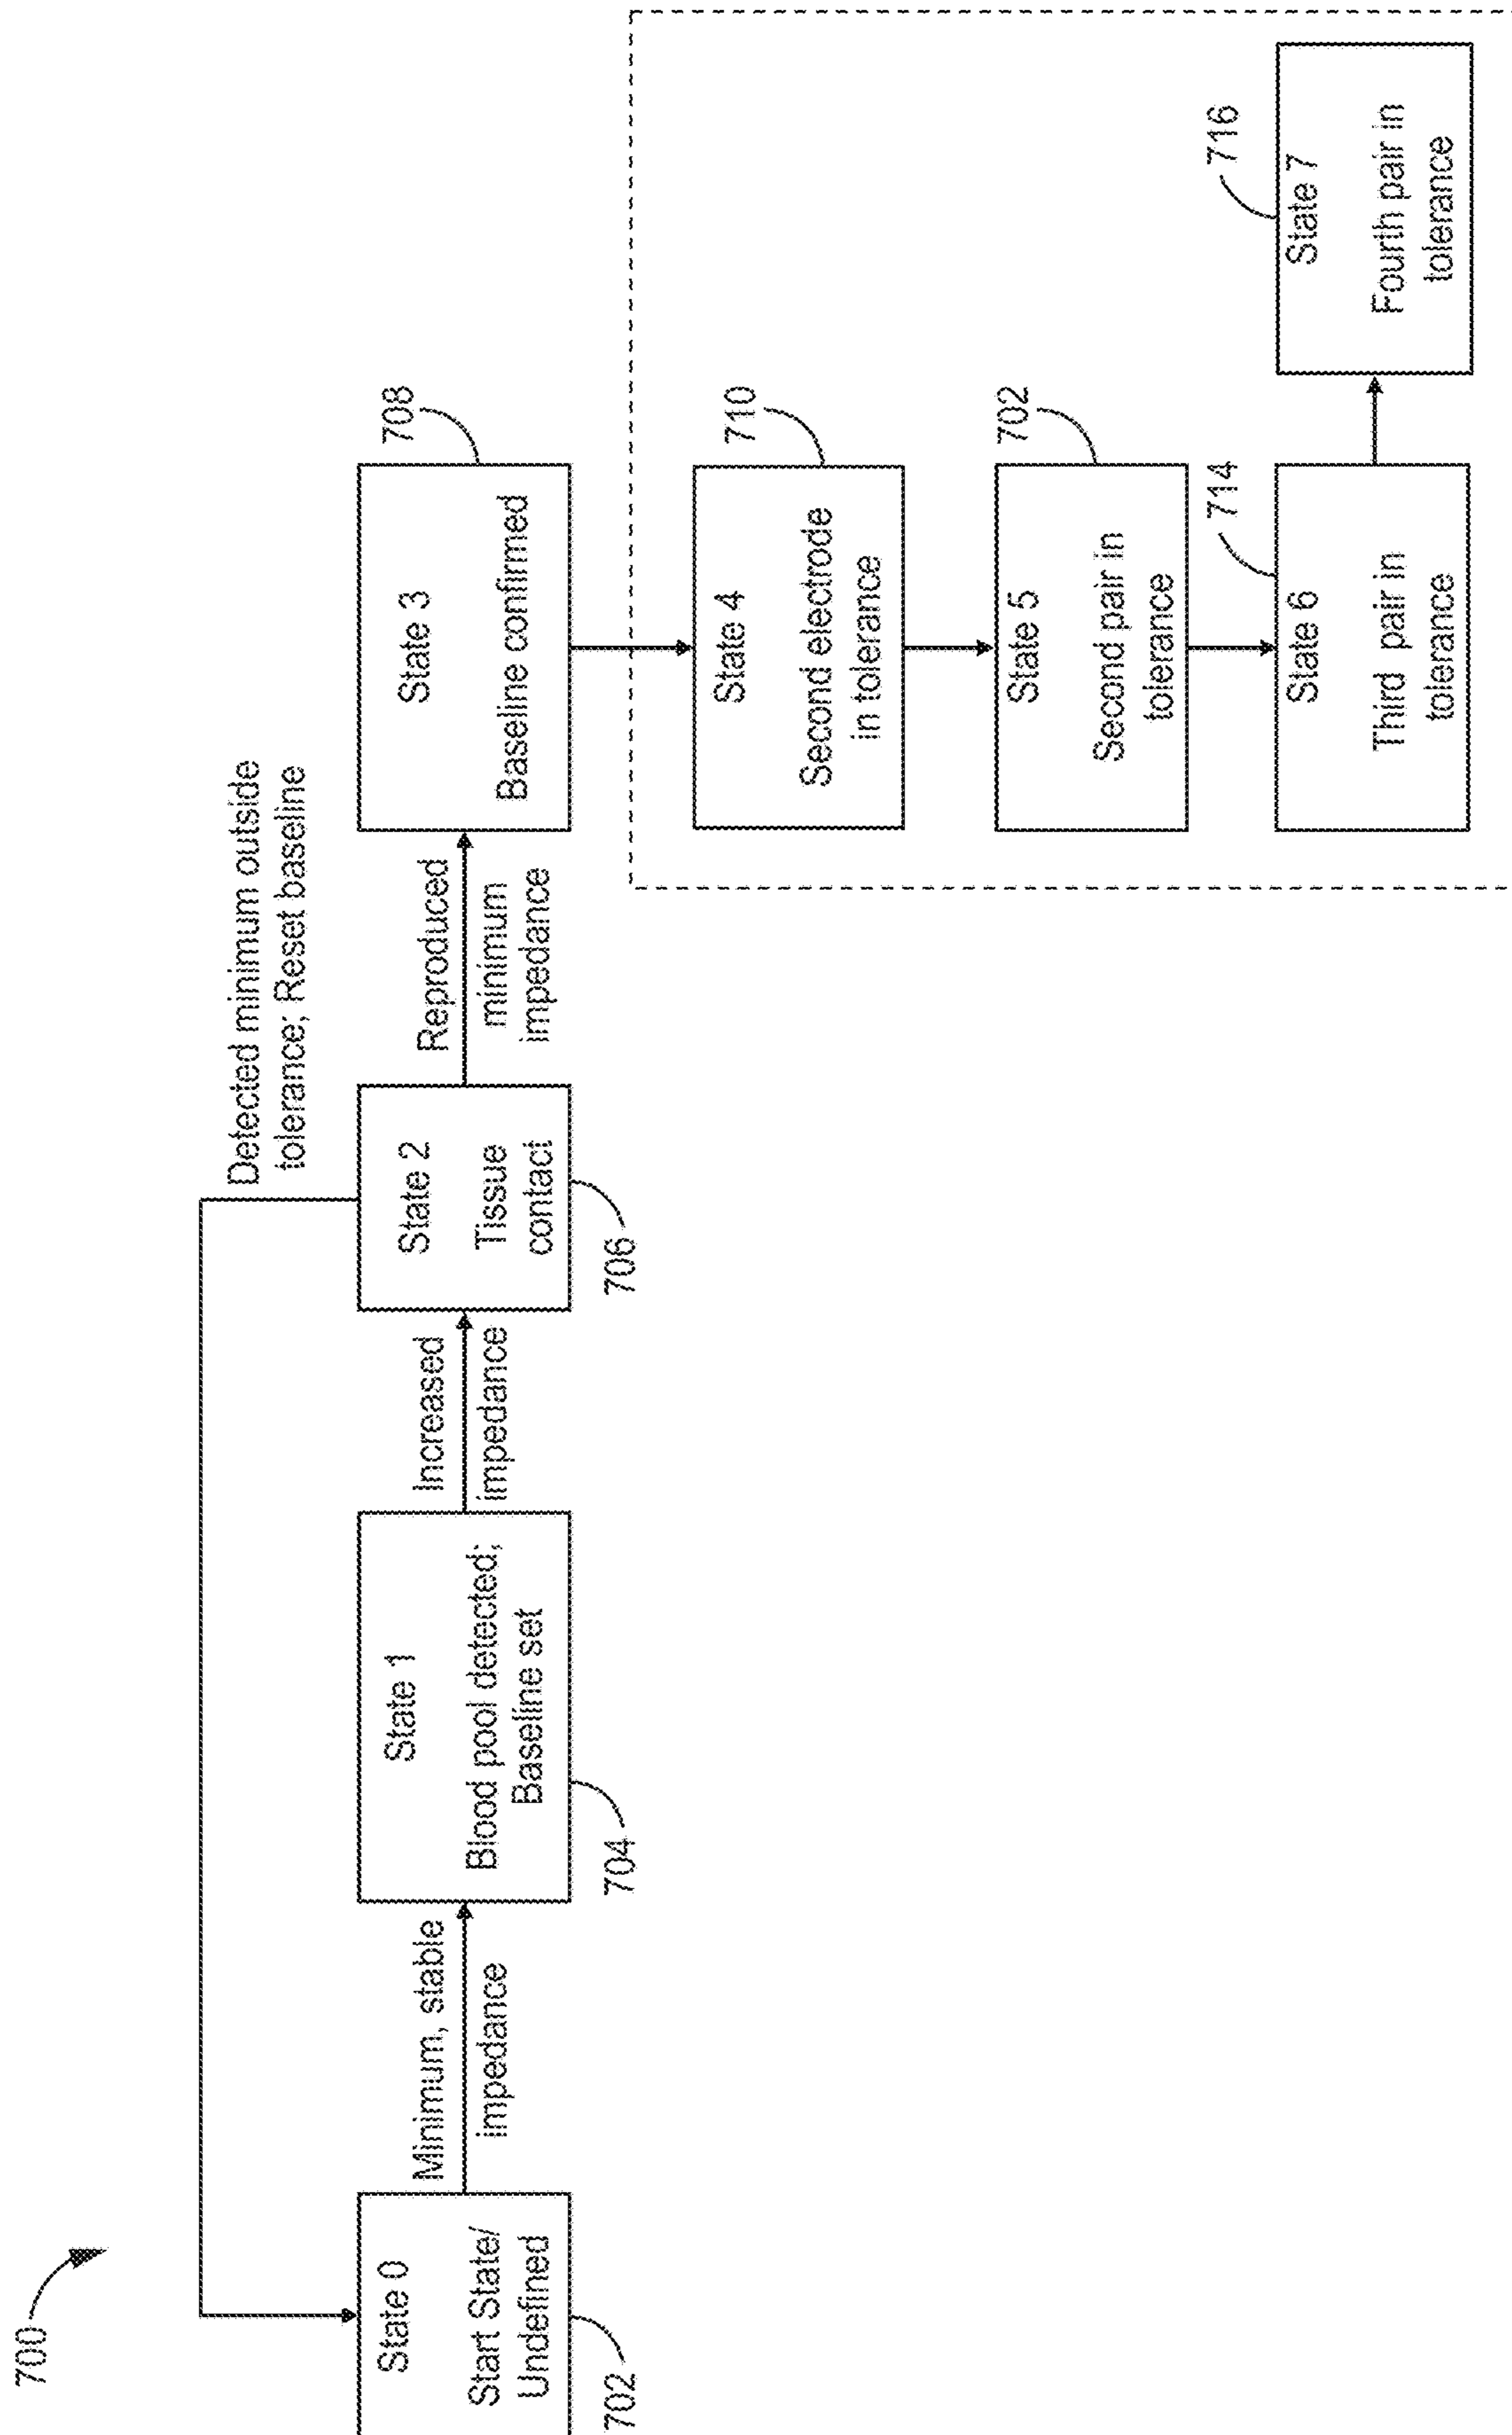 700
Detected minimum outside
tolerance; Reset baseline
State 0
Start State/
Undefined
702
Minimum, stable
impedance
State 1
Blood pool detected;
Baseline set
704
Increased
impedance
State 2
Tissue
contact
706
Reproduced
minimum
impedance
State 3
Baseline confirmed
708
State 4
Second electrode
in tolerance
710
State 5
Second pair in
tolerance
702
State 6
Third pair in
tolerance
714
State 7
Fourth pair in
tolerance
716